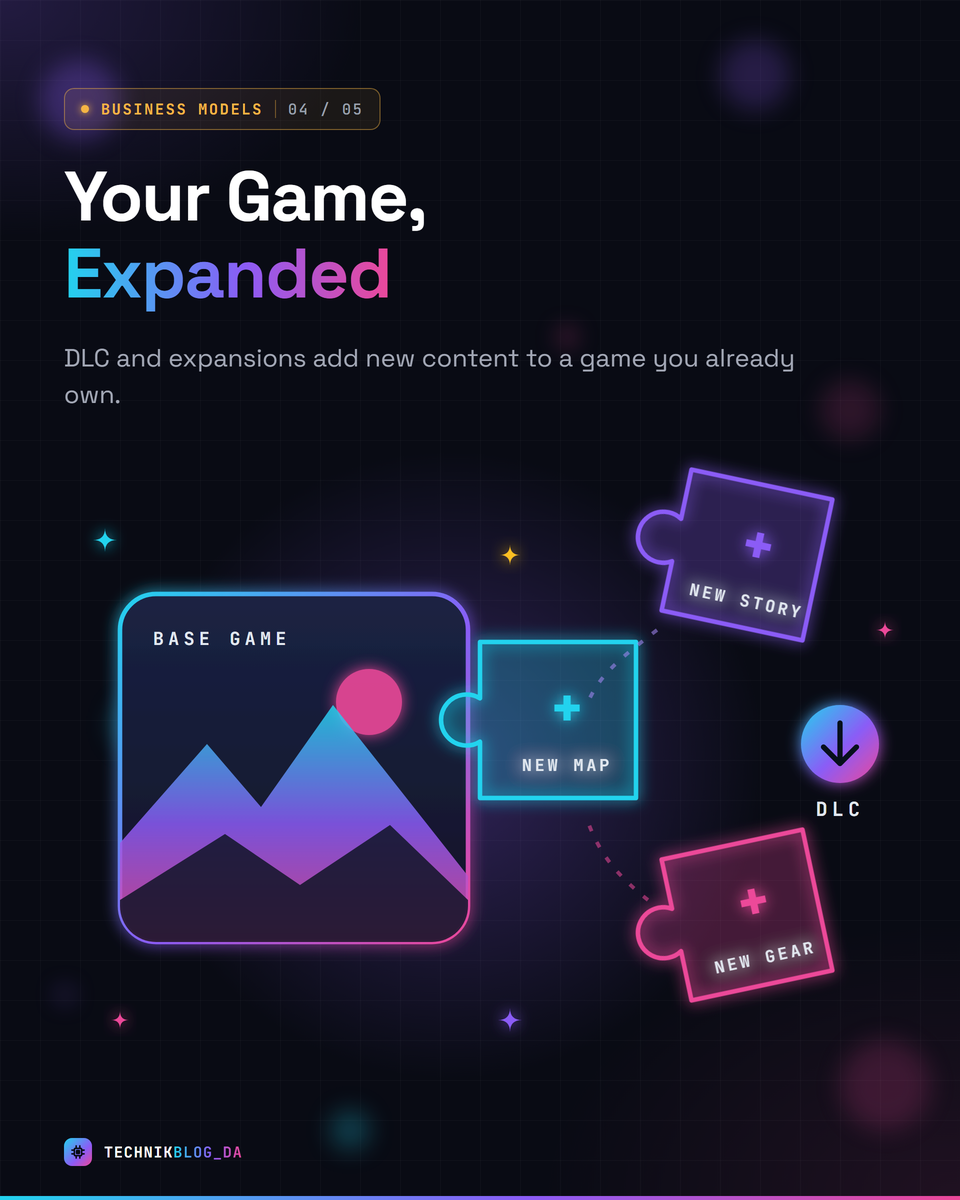 BUSINESS MODELS | 04 / 05
Your Game,
Expanded
DLC and expansions add new content to a game you already
own.
NEW STORY
BASE GAME
NEW MAP
DLC
NEW GEAR
TECHNIKBLOG_DA